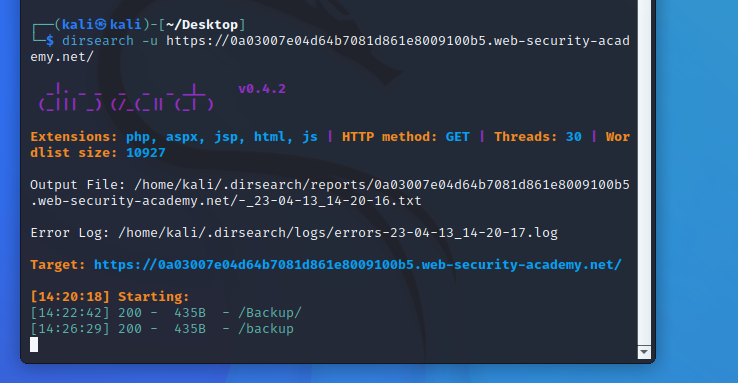 ┌──(kali㉿kali)-[~/Desktop]
└─$ dirsearch -u https://0a03007e04d64b7081d861e8009100b5.web-security-acad
emy.net/
  _|. _ _  _  _  _ _|_    v0.4.2
 (_||| _) (/_(_|| (_| )
Extensions: php, aspx, jsp, html, js | HTTP method: GET | Threads: 30 | Wor
dlist size: 10927
Output File: /home/kali/.dirsearch/reports/0a03007e04d64b7081d861e8009100b5
.web-security-academy.net/-_23-04-13_14-20-16.txt
Error Log: /home/kali/.dirsearch/logs/errors-23-04-13_14-20-17.log
Target: https://0a03007e04d64b7081d861e8009100b5.web-security-academy.net/
[14:20:18] Starting:
[14:22:42] 200 -  435B  - /Backup/
[14:26:29] 200 -  435B  - /backup